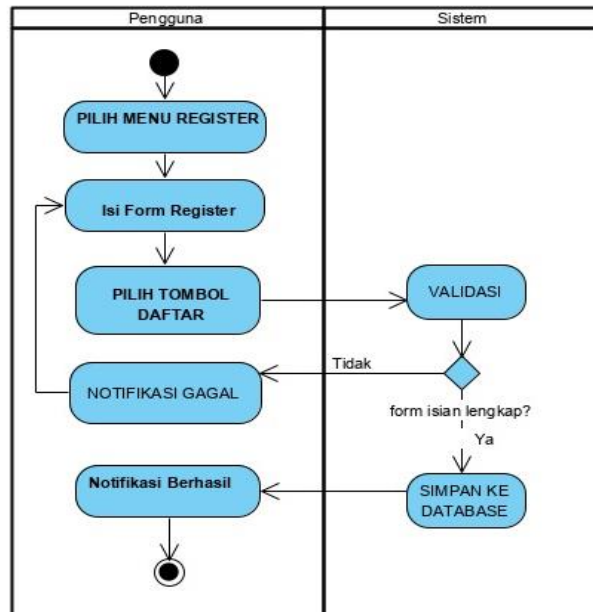 Pengguna
Sistem
PILIH MENU REGISTER
Isi Form Register
PILIH TOMBOL
DAFTAR
VALIDASI
Tidak
NOTIFIKASI GAGAL
form isian lengkap?
Ya
Notifikasi Berhasil
SIMPAN KE
DATABASE